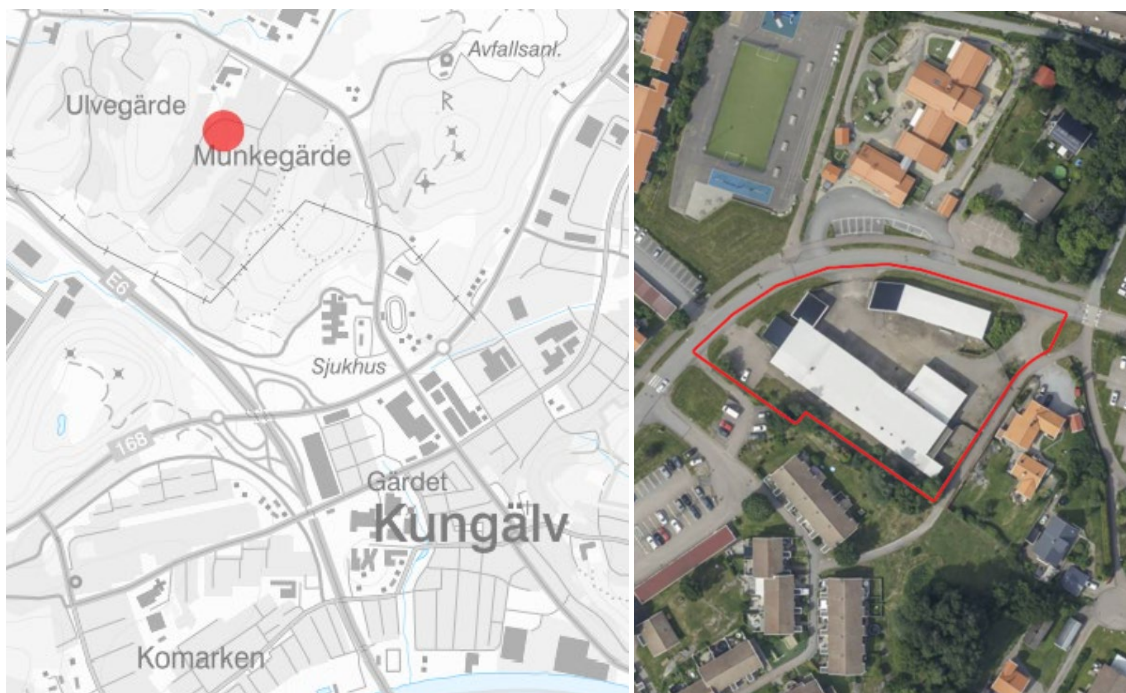 Avfallsanl.
Ulvegärde
R
Munkegärde
E6
Sjukhus
168
Gärdet
Kungälv
Komarken